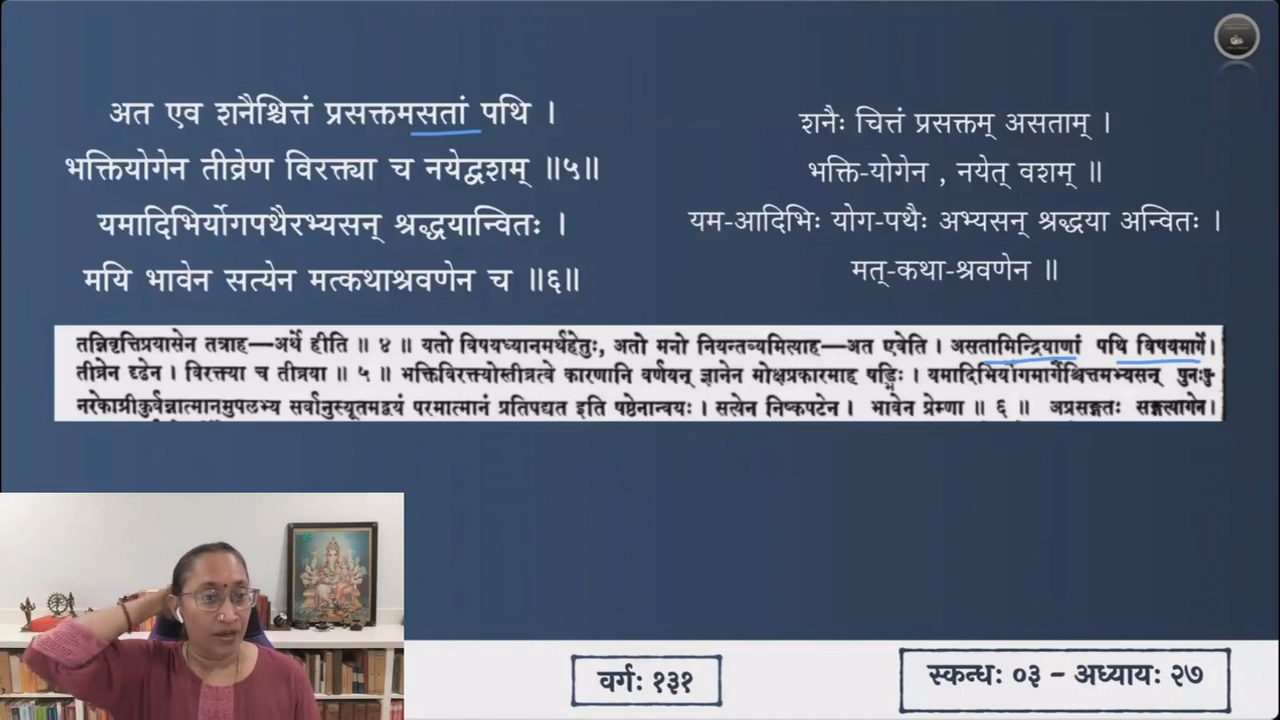 अत एव शनैश्चित्तं प्रसक्तमसतां पथि ।
भक्तियोगेन तीव्रेण विरक्त्या च नयेद्वशम् ॥५॥
यमादिभिर्योगपथैरभ्यसन् श्रद्धयान्वितः ।
मयि भावेन सत्येन मत्कथाश्रवणेन च ॥६॥
शनैः चित्तं प्रसक्तम् असताम् ।
भक्ति-योगेन , नयेत् वशम् ॥
यम-आदिभिः योग-पथैः अभ्यसन् श्रद्धया अन्वितः ।
मत्-कथा-श्रवणेन ॥
तन्निवृत्तिप्रयासेन तत्राह—अर्थे हीति ॥ ४ ॥ यतो विषयध्यानमर्थहेतुः, अतो मनो नियन्तव्यमित्याह—अत एवेति । असतामिन्द्रियाणां पथि विषयमार्गे।
तीव्रेन दृढेन । विरक्त्या च तीव्रया ॥ ५ ॥ भक्तिविरक्त्योस्तीव्रत्वे कारणानि वर्णयन् ज्ञानेन मोक्षप्रकारमाह षड्भिः । यमादिभिर्योगमार्गैश्चित्तमभ्यसन् पुनःपु
नरेकाग्रीकुर्वन्नात्मानमुपलभ्य सर्वानुस्यूतमद्वयं परमात्मानं प्रतिपद्यत इति षष्ठेनान्वयः । सत्येन निष्कपटेन । भावेन प्रेम्णा ॥ ६ ॥ अप्रसङ्गतः सङ्गत्यागेन।
वर्गः १३१
स्कन्धः ०३ – अध्यायः २७